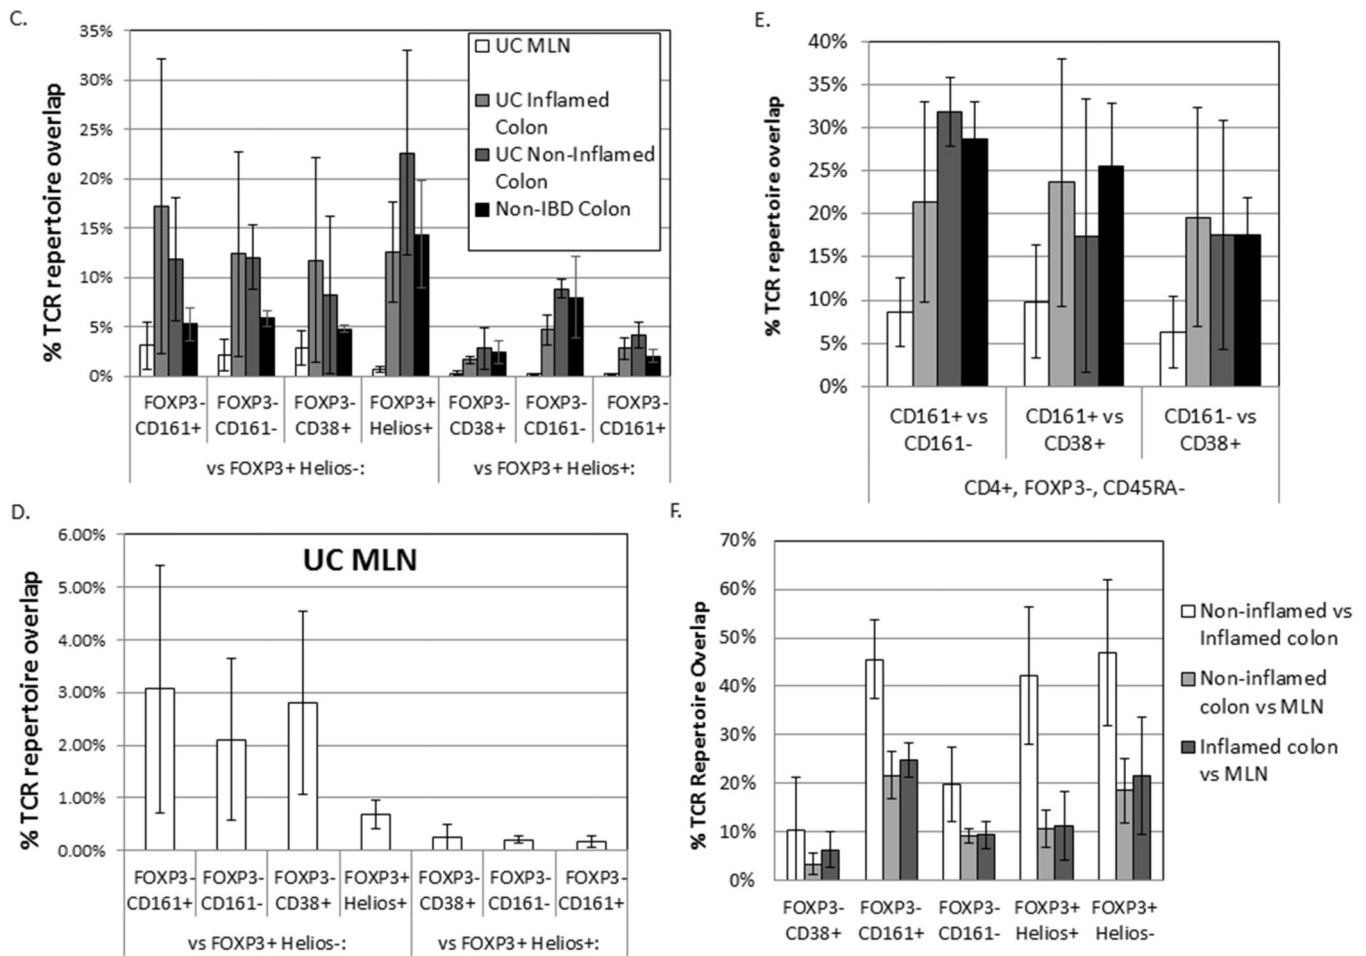 C.
% TCR repertoire overlap
35%
30%
25%
20%
15%
10%
5%
0%
UC MLN
UC Inflamed
Colon
UC Non-Inflamed
Colon
Non-IBD Colon
FOXP3- FOXP3- FOXP3- FOXP3+ FOXP3- FOXP3- FOXP3-
CD161+ CD161- CD38+ Helios+ CD38+ CD161- CD161+
vs FOXP3+ Helios-: vs FOXP3+ Helios+:
E.
% TCR repertoire overlap
40%
35%
30%
25%
20%
15%
10%
5%
0%
CD161+ vs CD161+ vs CD161- vs
CD161- CD38+ CD38+
CD4+, FOXP3-, CD45RA-
D.
% TCR repertoire overlap
6.00%
5.00%
4.00%
3.00%
2.00%
1.00%
0.00%
UC MLN
FOXP3- FOXP3- FOXP3- FOXP3+ FOXP3- FOXP3- FOXP3-
CD161+ CD161- CD38+ Helios+ CD38+ CD161- CD161+
vs FOXP3+ Helios-: vs FOXP3+ Helios+:
F.
% TCR Repertoire Overlap
70%
60%
50%
40%
30%
20%
10%
0%
Non-inflamed vs
Inflamed colon
Non-inflamed
colon vs MLN
Inflamed colon
vs MLN
FOXP3- FOXP3- FOXP3- FOXP3+ FOXP3+
CD38+ CD161+ CD161- Helios+ Helios-